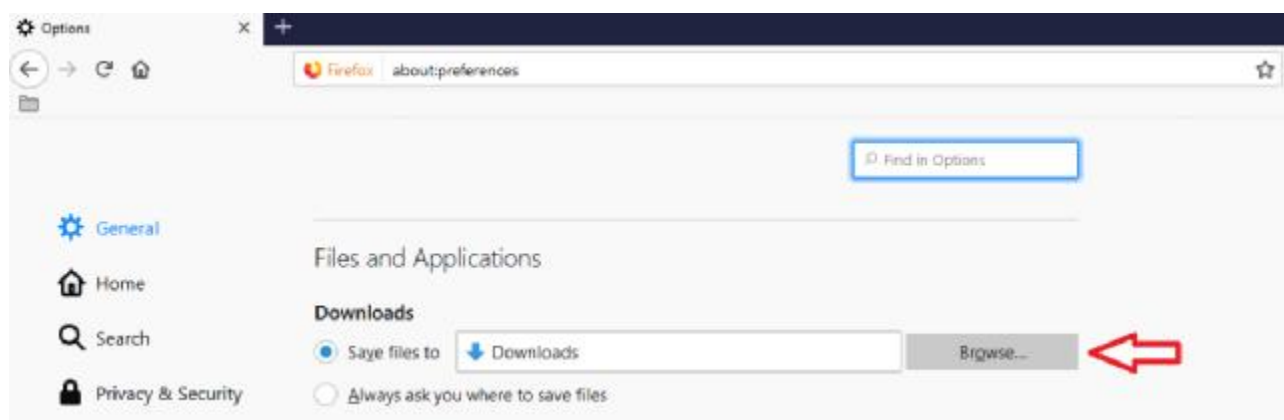 Options
Firefox about:preferences
Find in Options
General
Files and Applications
Home
Downloads
Search
Save files to Downloads Browse...
Privacy & Security
Always ask you where to save files